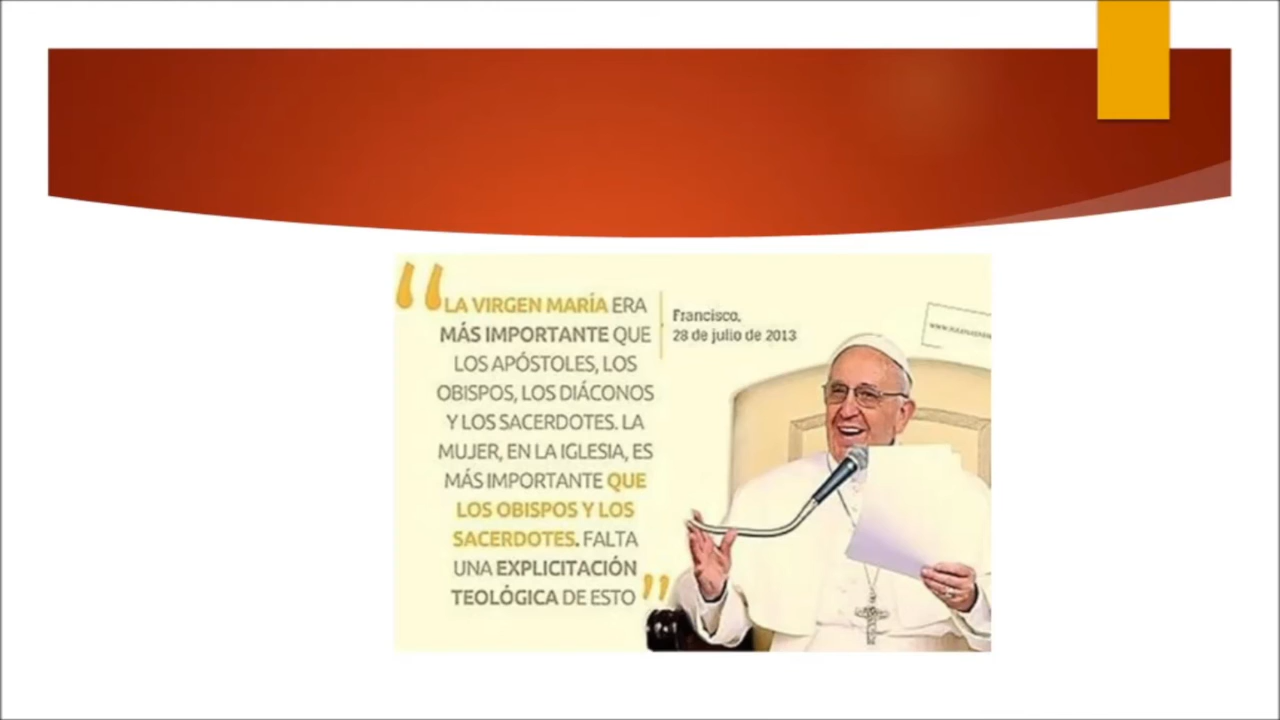 LA VIRGEN MARÍA ERA
MÁS IMPORTANTE QUE
LOS APÓSTOLES, LOS
OBISPOS, LOS DIÁCONOS
Y LOS SACERDOTES. LA
MUJER, EN LA IGLESIA, ES
MÁS IMPORTANTE QUE
LOS OBISPOS Y LOS
SACERDOTES. FALTA
UNA EXPLICITACIÓN
TEOLÓGICA DE ESTO
Francisco,
28 de julio de 2013